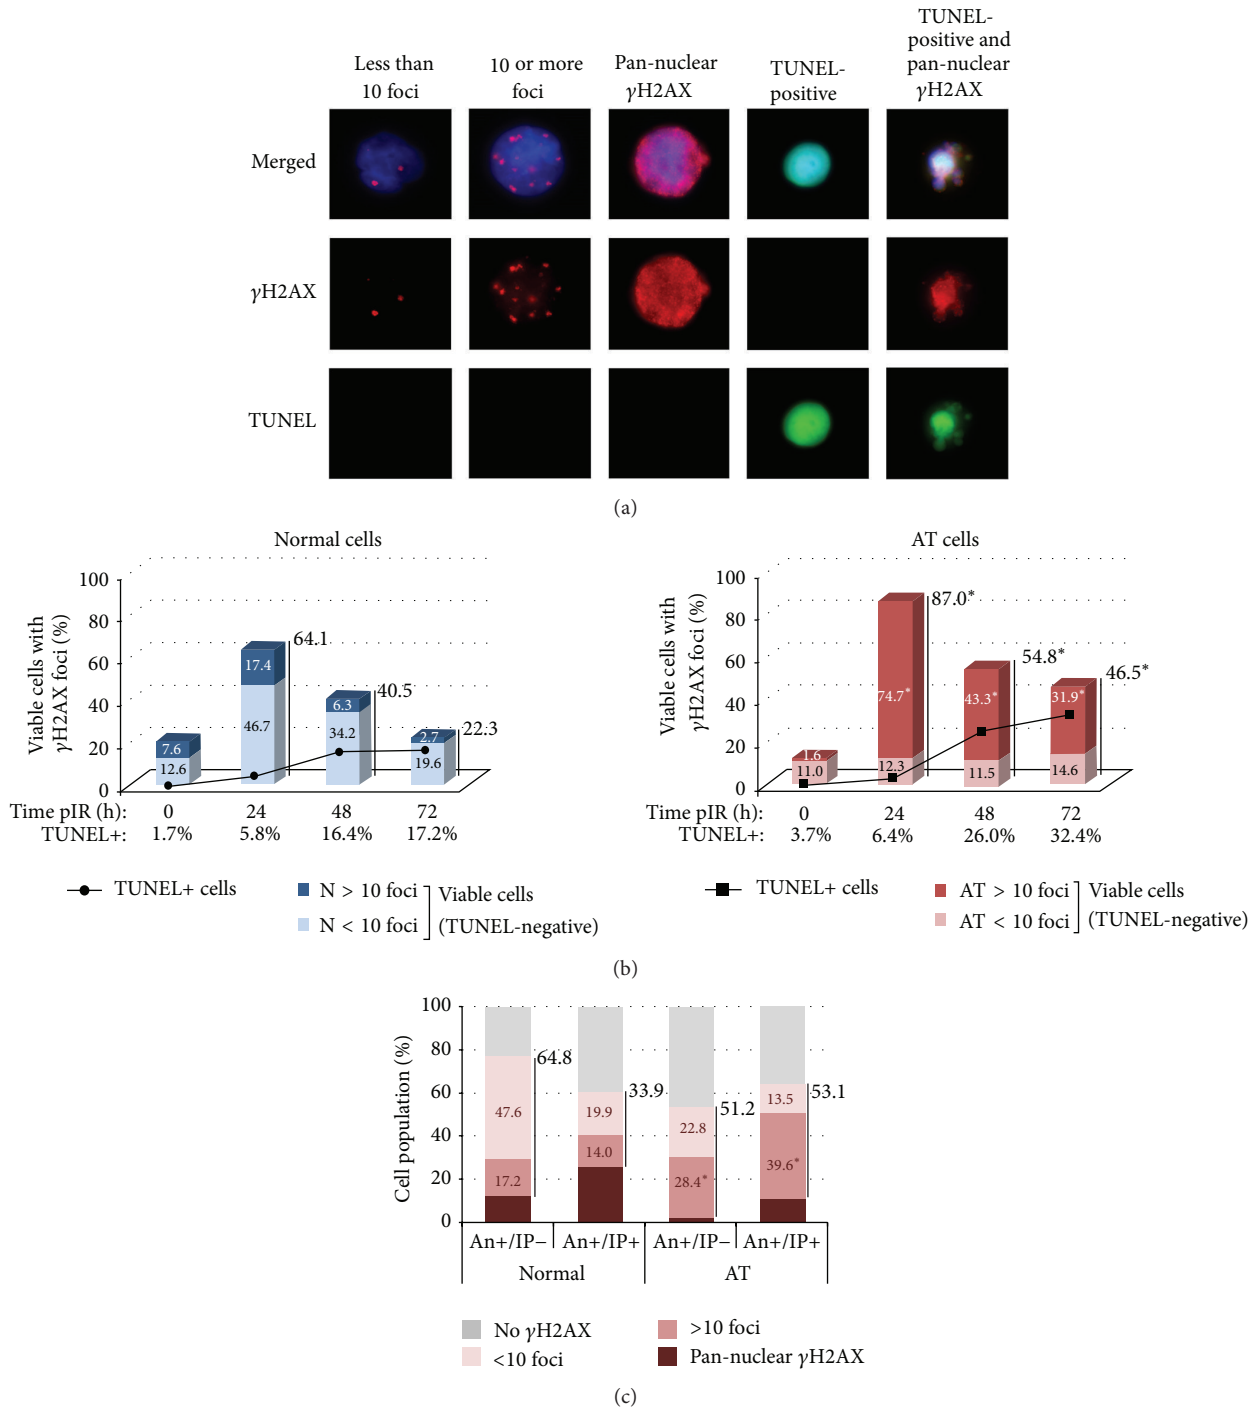 Less than
10 foci
10 or more
foci
Pan-nuclear
γH2AX
TUNEL-
positive
TUNEL-
positive and
pan-nuclear
γH2AX
Merged
γH2AX
TUNEL
(a)
Normal cells
Viable cells with
γH2AX foci (%)
100
80
60
40
20
0
7.6
12.6
17.4
46.7
64.1
6.3
34.2
40.5
2.7
19.6
22.3
Time pIR (h): 0 24 48 72
TUNEL+: 1.7% 5.8% 16.4% 17.2%
TUNEL+ cells
N > 10 foci
N < 10 foci
Viable cells
(TUNEL-negative)
AT cells
Viable cells with
γH2AX foci (%)
100
80
60
40
20
0
1.6
11.0
74.7*
12.3
87.0*
43.3*
11.5
54.8*
31.9*
14.6
46.5*
Time pIR (h): 0 24 48 72
TUNEL+: 3.7% 6.4% 26.0% 32.4%
TUNEL+ cells
AT > 10 foci
AT < 10 foci
Viable cells
(TUNEL-negative)
(b)
Cell population (%)
100
80
60
40
20
0
47.6
17.2
64.8
19.9
14.0
33.9
22.8
28.4*
51.2
13.5
39.6*
53.1
An+/IP− An+/IP+ An+/IP− An+/IP+
Normal AT
No γH2AX
<10 foci
>10 foci
Pan-nuclear γH2AX
(c)